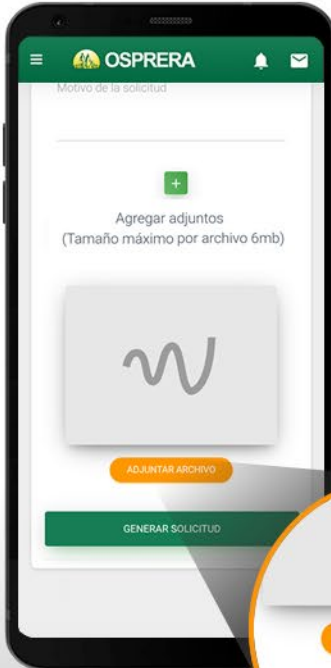 OSPRERA
Motivo de la solicitud
+
Agregar adjuntos
(Tamaño máximo por archivo 6mb)
ADJUNTAR ARCHIVO
GENERAR SOLICITUD